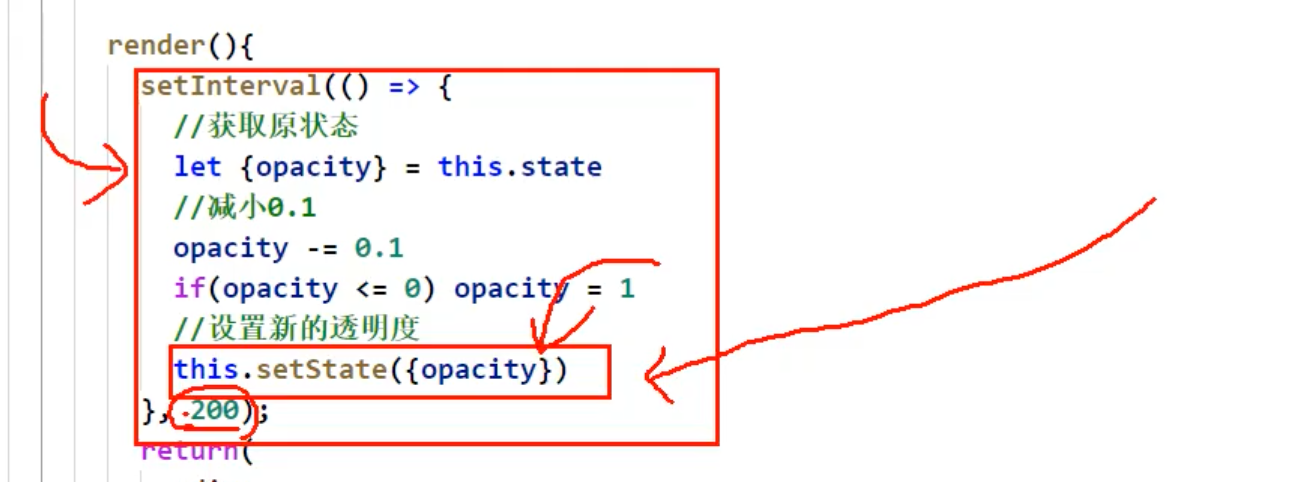 render(){
setInterval(() => {
//获取原状态
let {opacity} = this.state
//减小0.1
opacity -= 0.1
if(opacity <= 0) opacity = 1
//设置新的透明度
this.setState({opacity})
}, 200);
return(